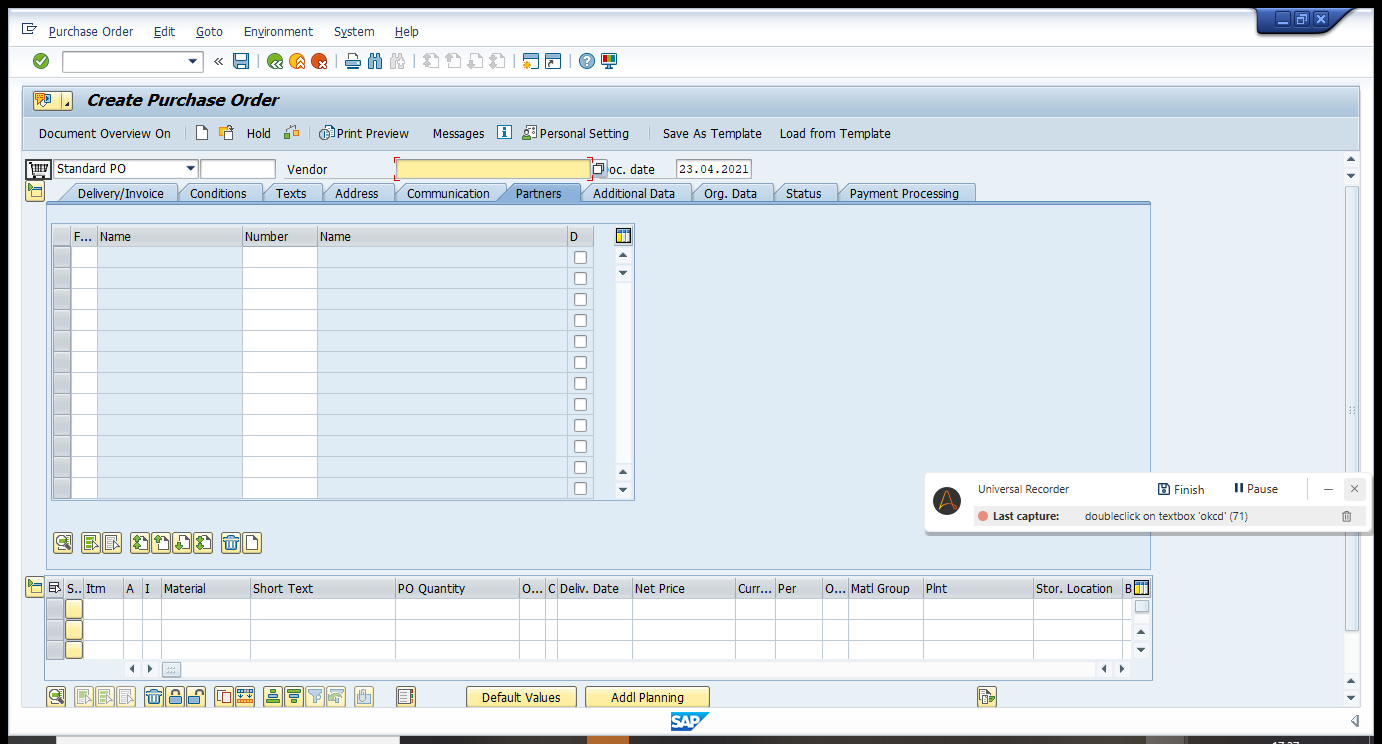 Purchase Order Edit Goto Environment System Help
Create Purchase Order
Document Overview On Hold Print Preview Messages Personal Setting Save As Template Load from Template
Standard PO Vendor oc. date 23.04.2021
Delivery/Invoice Conditions Texts Address Communication Partners Additional Data Org. Data Status Payment Processing
F... Name Number Name D
Universal Recorder Finish Pause
Last capture: doubleclick on textbox 'okcd' (71)
S.. Itm A I Material Short Text PO Quantity O... C Deliv. Date Net Price Curr... Per O... Matl Group Plnt Stor. Location B
Default Values Addl Planning
SAP